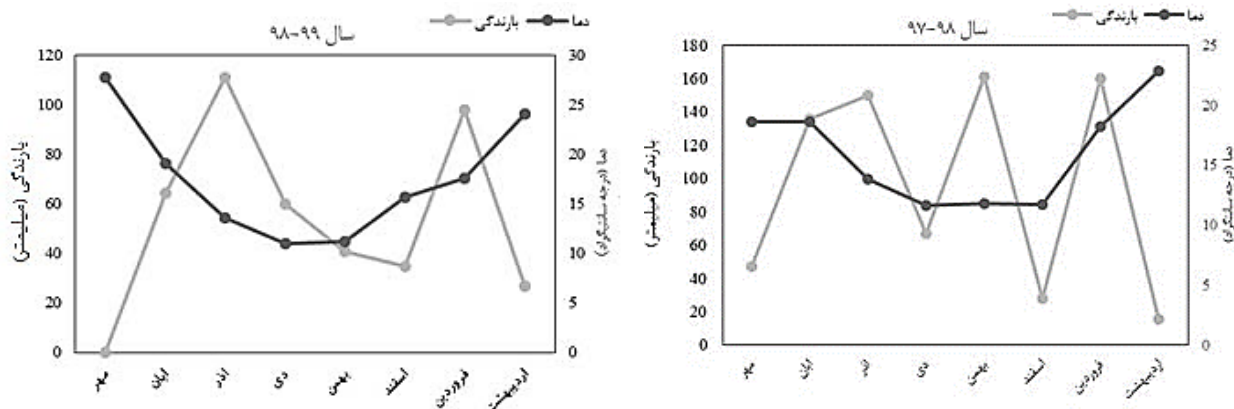 سال ۹۸-۹۷
بارندگی
دما
بارندگی (میلیمتر)
180
160
140
120
100
80
60
40
20
0
25
20
15
10
5
0
دما (درجه سانتیگراد)
مهر
ابان
آذر
دی
بهمن
اسفند
فروردین
اردیبهشت
سال ۹۹-۹۸
بارندگی
دما
بارندگی (میلیمتر)
120
100
80
60
40
20
0
30
25
20
15
10
5
0
دما (درجه سانتیگراد)
مهر
ابان
اذر
دی
بهمن
اسفند
فروردین
اردیبهشت